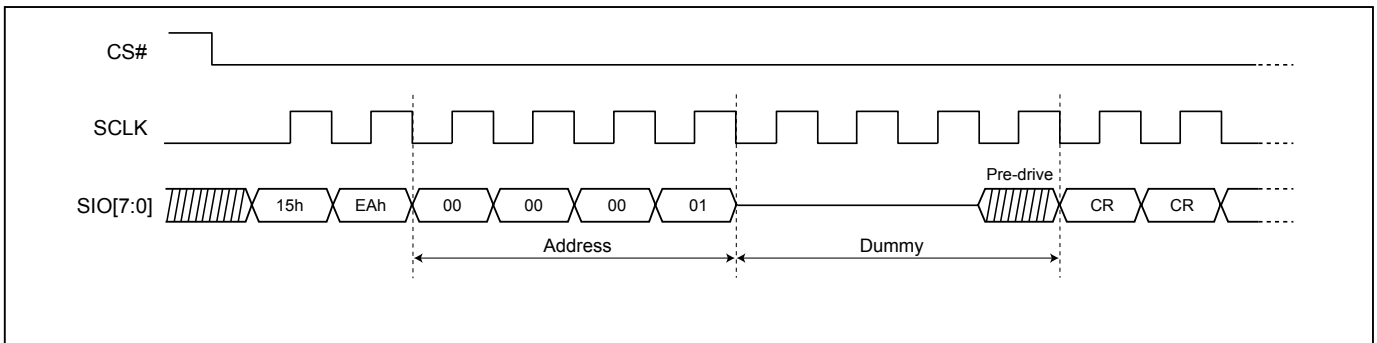 CS#
SCLK
Pre-drive
SIO[7:0] 15h EAh 00 00 00 01 CR CR
Address Dummy